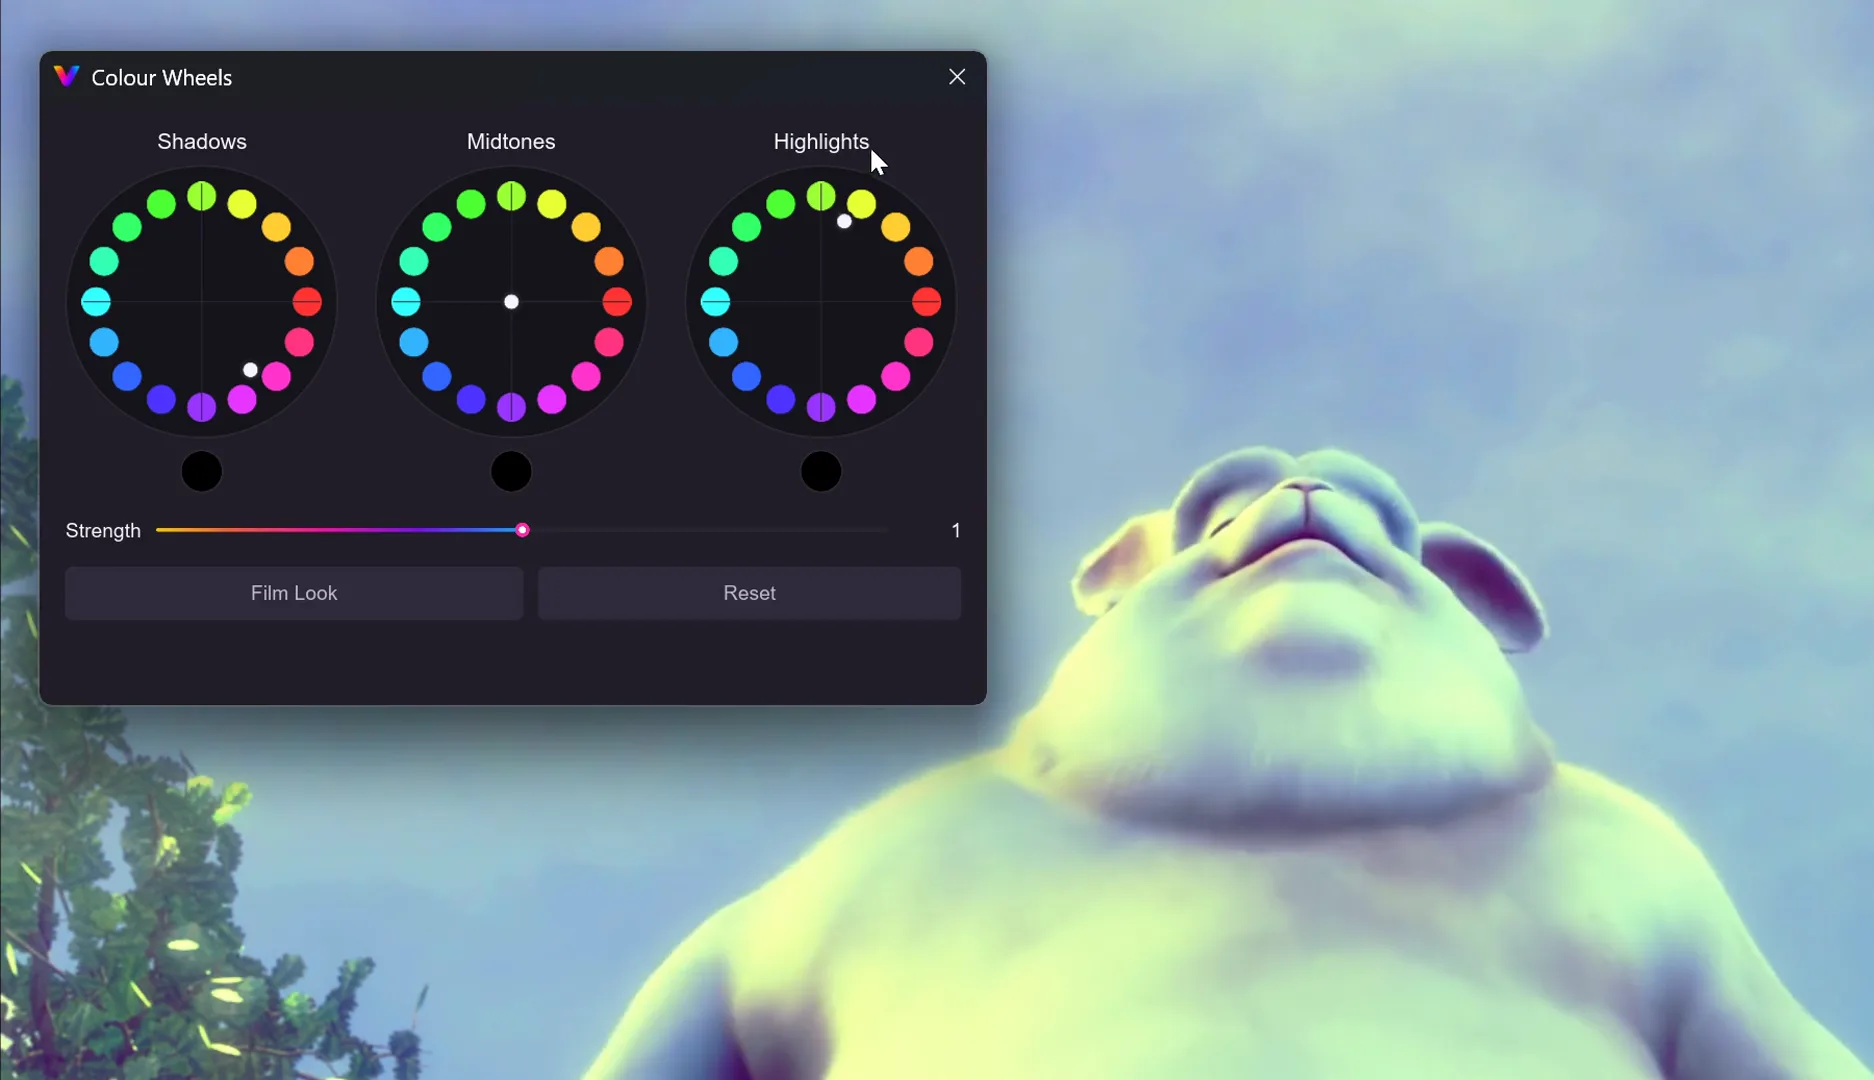 Colour Wheels
Shadows
Midtones
Highlights
Strength
1
Film Look
Reset